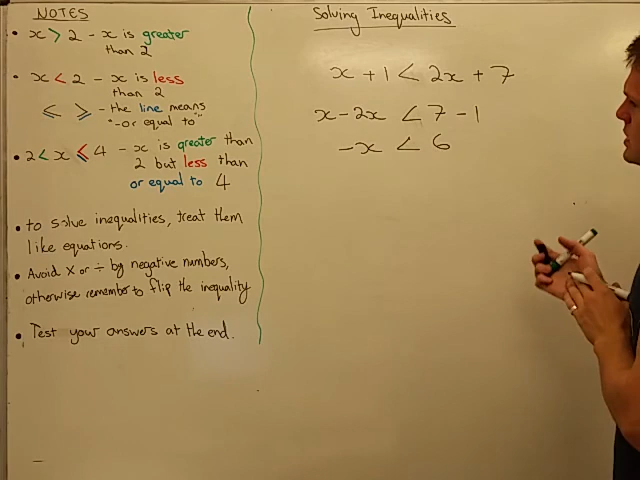 NOTES
• x > 2 - x is greater
than 2
• x < 2 - x is less
than 2
≤ ≥ - the line means
"-or equal to"
• 2 < x ≤ 4 - x is greater than
2 but less than
or equal to 4
• to solve inequalities, treat them
like equations.
• Avoid × or ÷ by negative numbers,
otherwise remember to flip the inequality
• Test your answers at the end.
Solving Inequalities
x + 1 < 2x + 7
x - 2x < 7 - 1
-x < 6